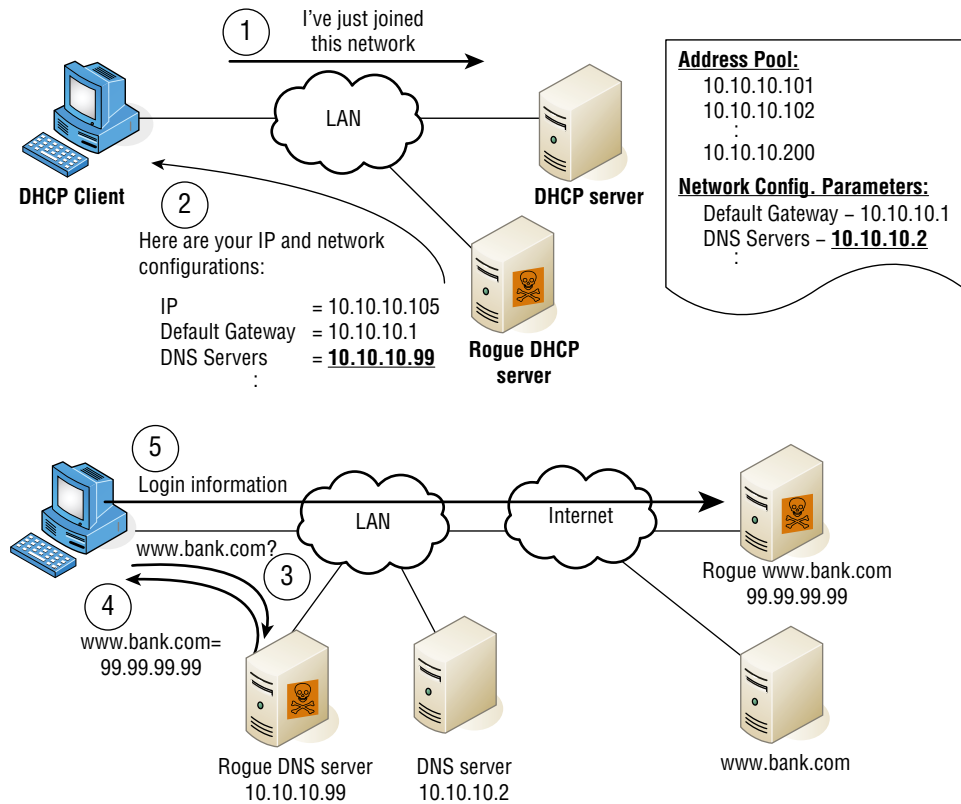 1
I've just joined
this network
LAN
DHCP Client
DHCP server
2
Here are your IP and network
configurations:
IP = 10.10.10.105
Default Gateway = 10.10.10.1
DNS Servers = 10.10.10.99
:
Rogue DHCP
server
Address Pool:
10.10.10.101
10.10.10.102
:
10.10.10.200
Network Config. Parameters:
Default Gateway – 10.10.10.1
DNS Servers – 10.10.10.2
:
5
Login information
LAN
Internet
www.bank.com?
3
4
www.bank.com=
99.99.99.99
Rogue www.bank.com
99.99.99.99
Rogue DNS server
10.10.10.99
DNS server
10.10.10.2
www.bank.com